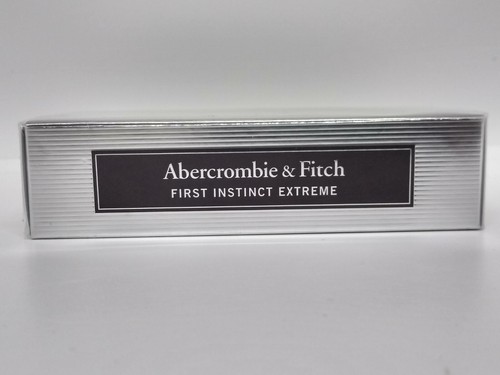 Abercrombie & Fitch
FIRST INSTINCT EXTREME